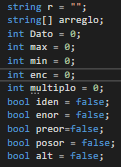 string r = "";
string[] arreglo;
int Dato = 0;
int max = 0;
int min = 0;
int enc = 0;
int multiplo = 0;
bool iden = false;
bool enor = false;
bool preor=false;
bool posor = false;
bool alt = false;